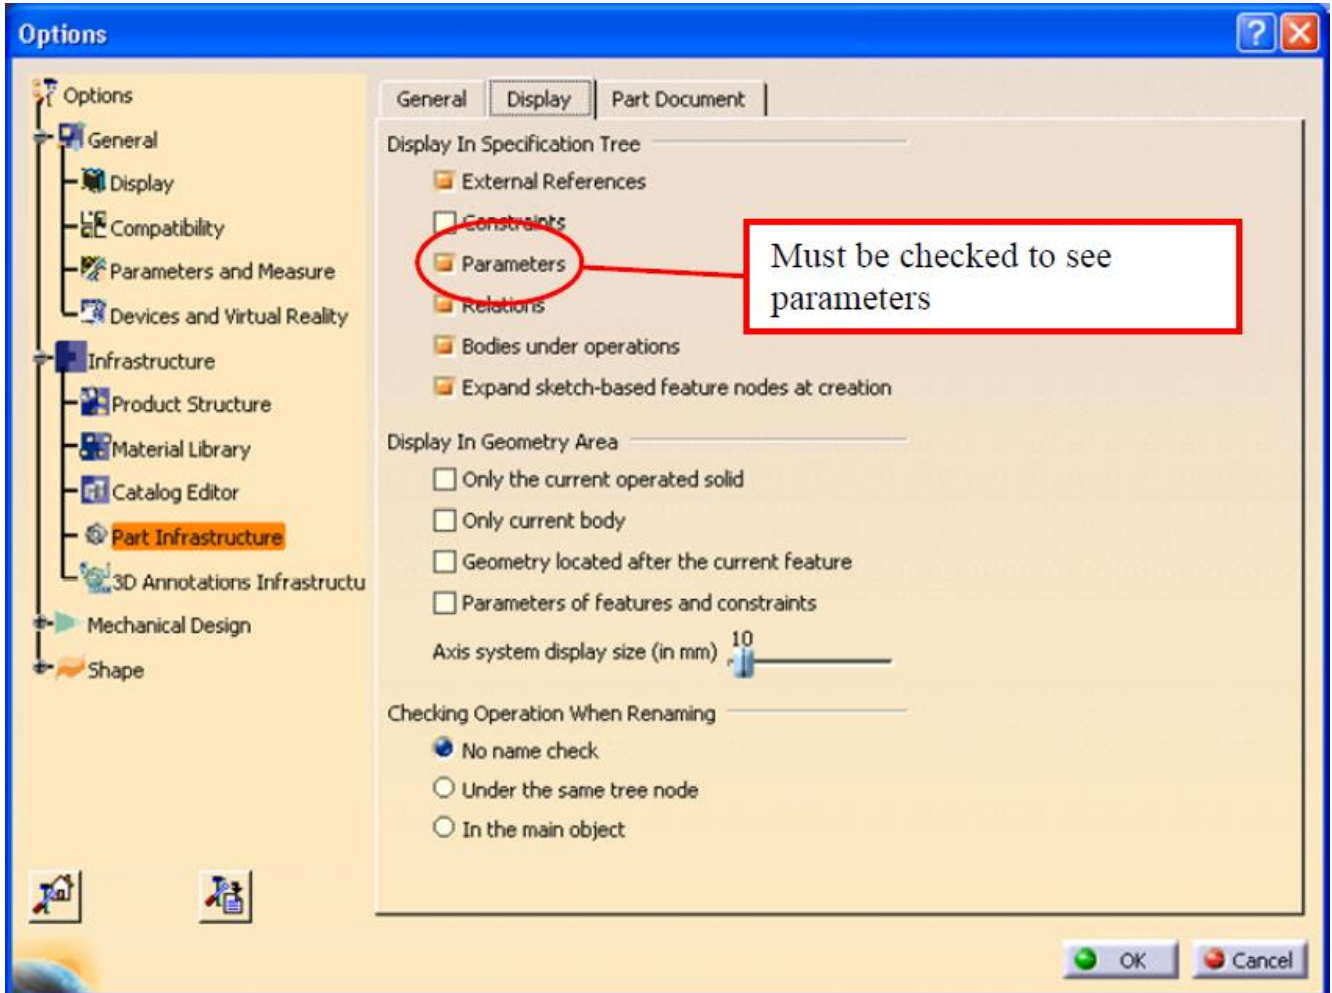 Options
Options
General
Display
Compatibility
Parameters and Measure
Devices and Virtual Reality
Infrastructure
Product Structure
Material Library
Catalog Editor
Part Infrastructure
3D Annotations Infrastructu
Mechanical Design
Shape
General Display Part Document
Display In Specification Tree
External References
Constraints
Parameters
Relations
Bodies under operations
Expand sketch-based feature nodes at creation
Must be checked to see
parameters
Display In Geometry Area
Only the current operated solid
Only current body
Geometry located after the current feature
Parameters of features and constraints
10
Axis system display size (in mm)
Checking Operation When Renaming
No name check
Under the same tree node
In the main object
OK Cancel